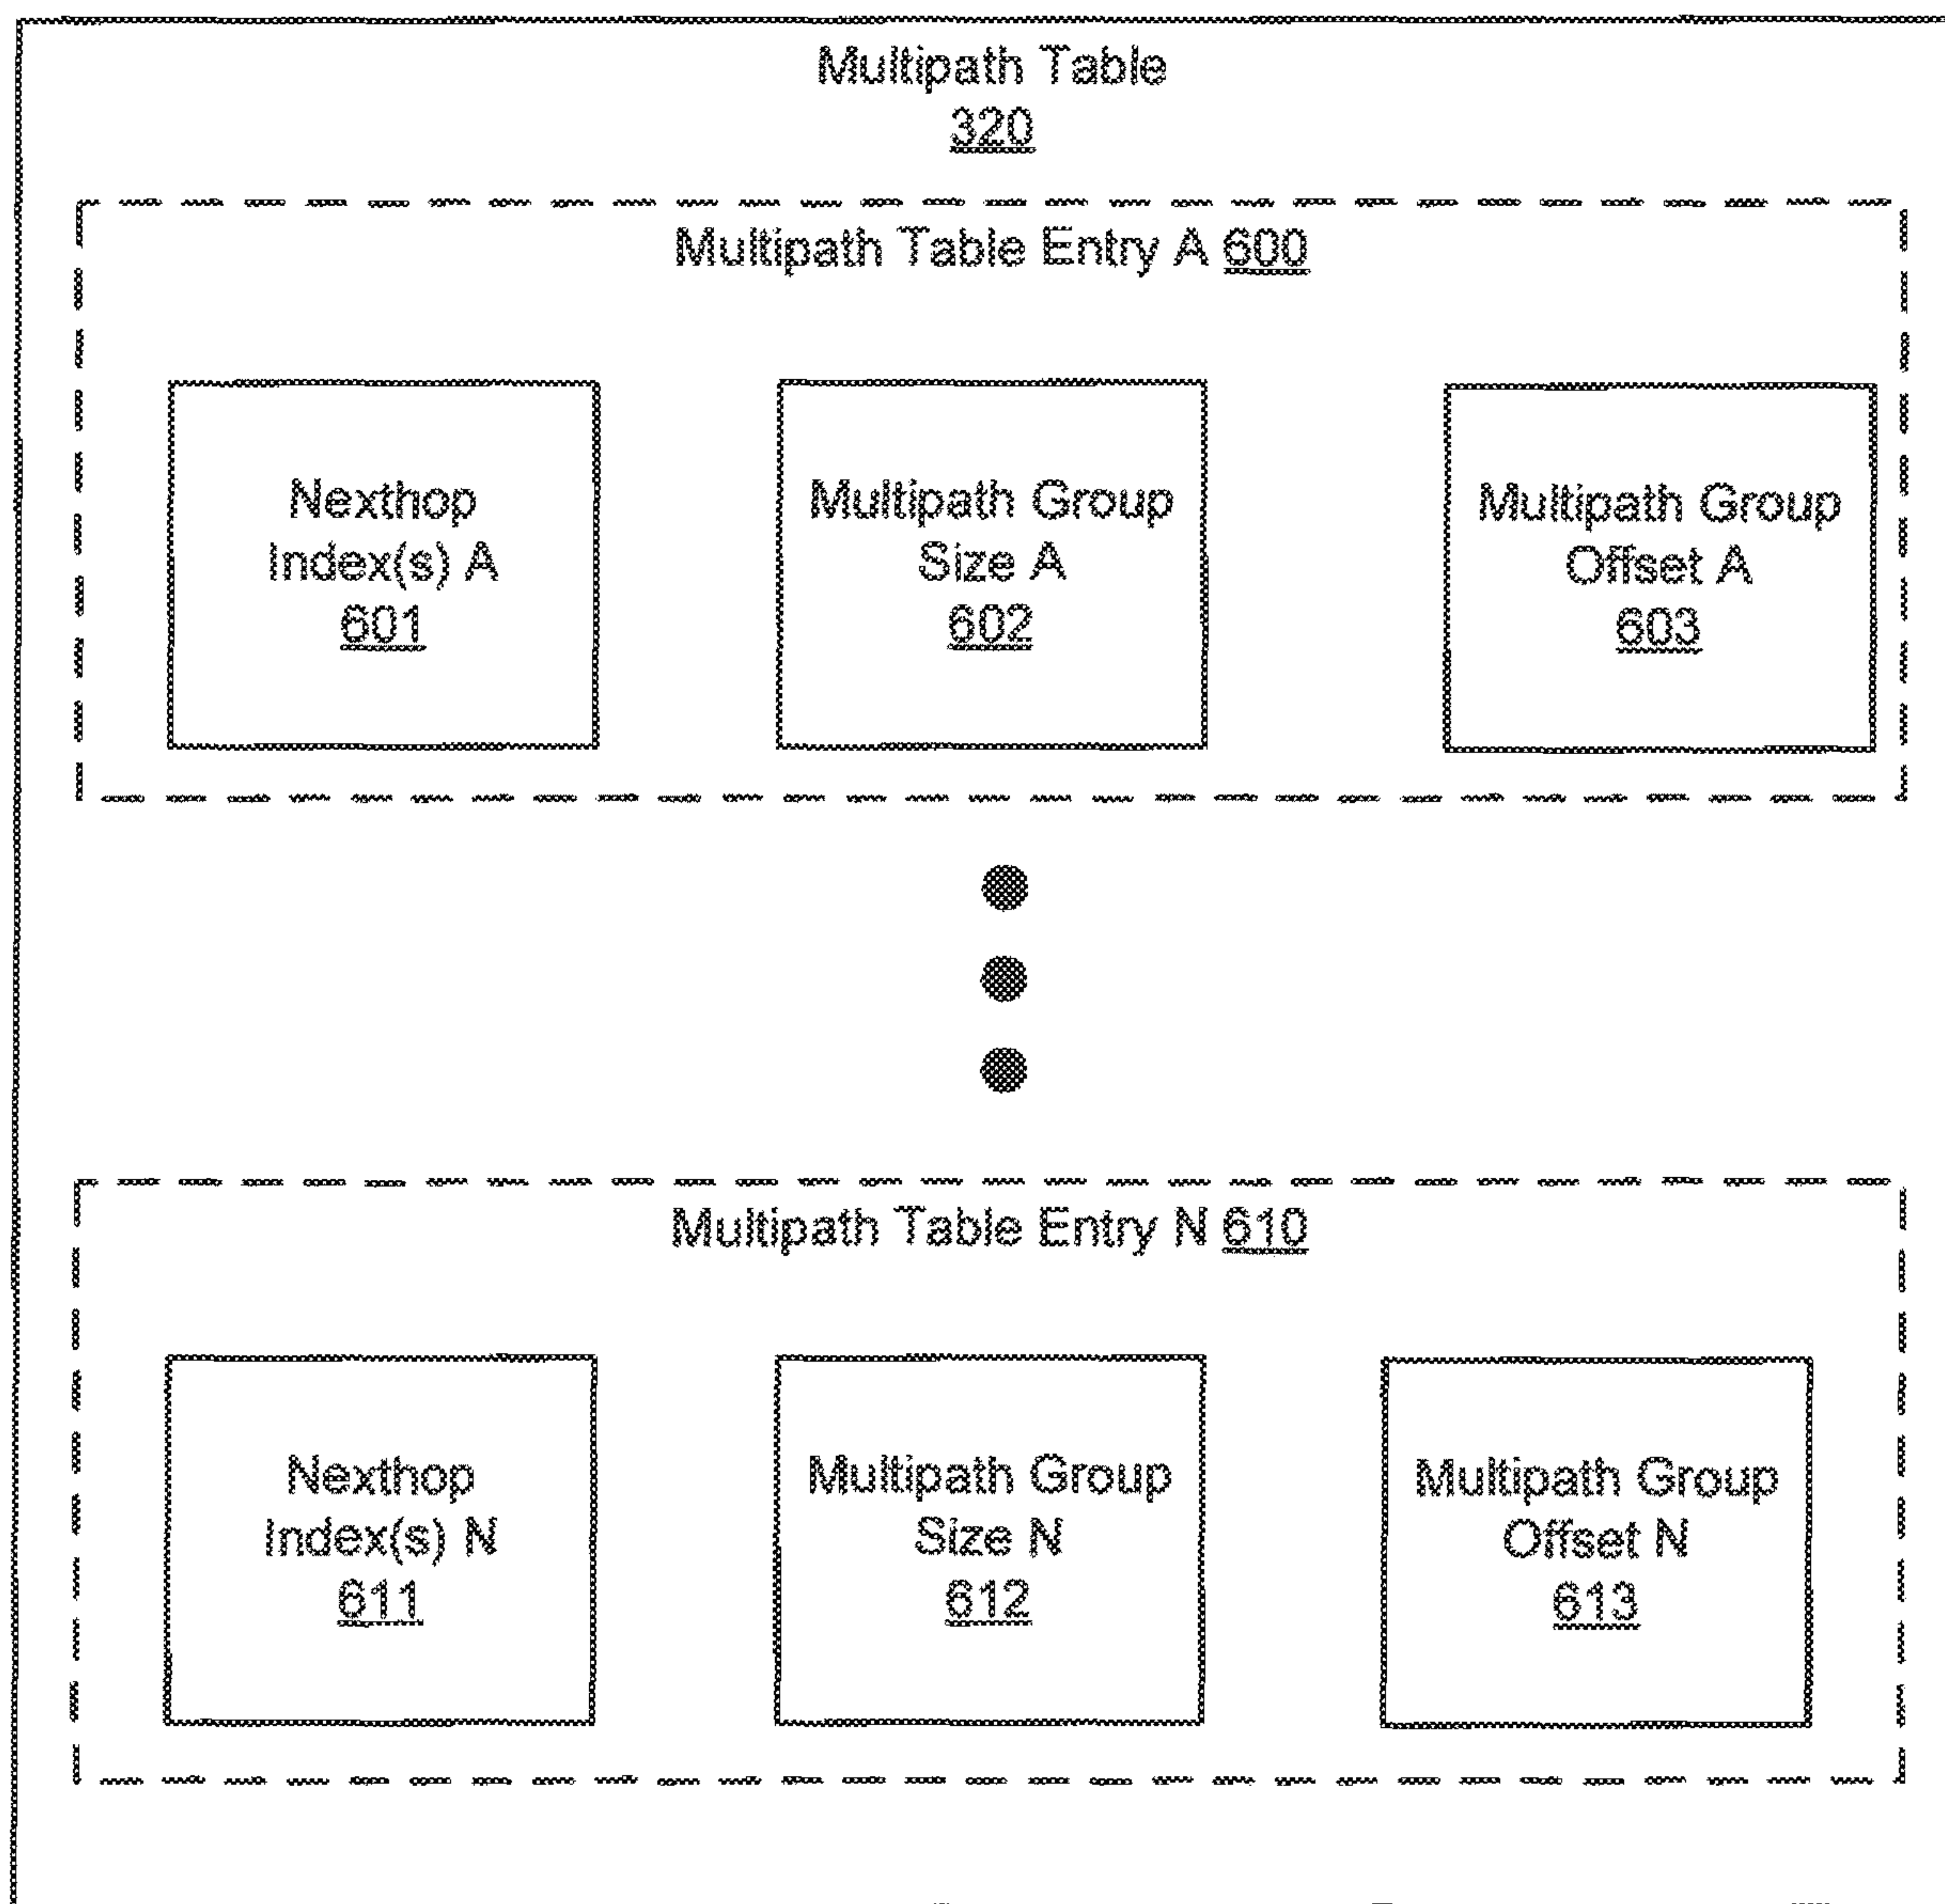 Multipath Table
320
Multipath Table Entry A 600
Nexthop
Index(s) A
601
Multipath Group
Size A
602
Multipath Group
Offset A
603
Multipath Table Entry N 610
Nexthop
Index(s) N
611
Multipath Group
Size N
612
Multipath Group
Offset N
613